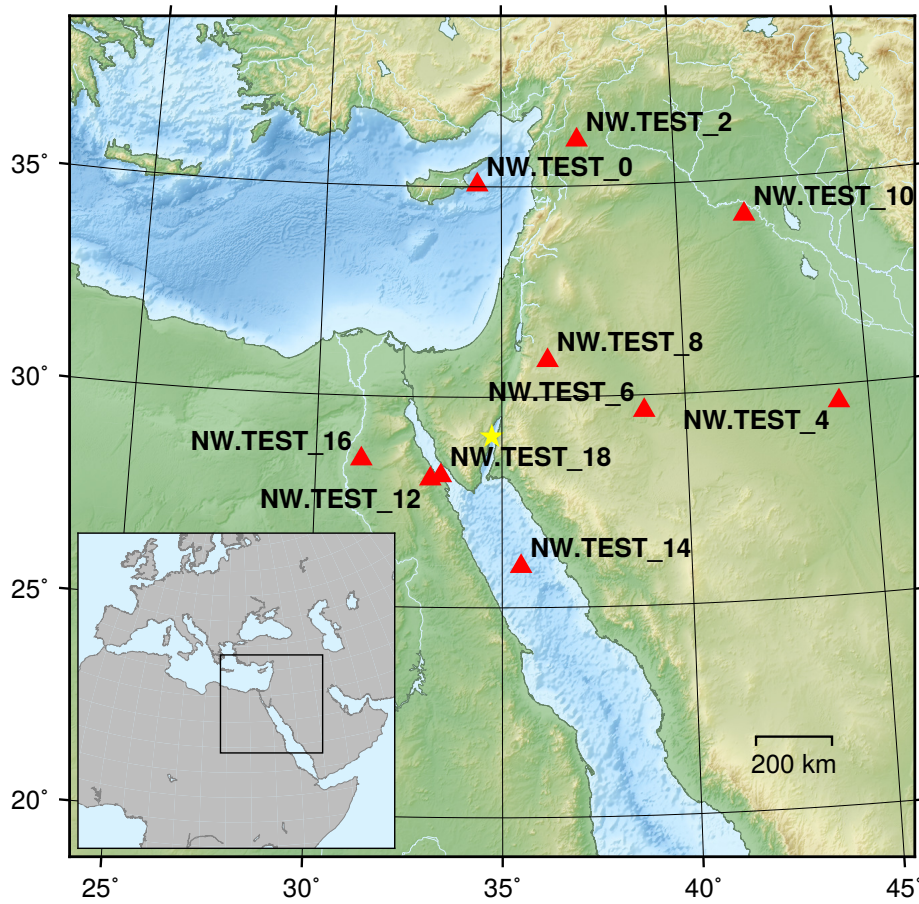 NW.TEST_2
35˚
NW.TEST_0
NW.TEST_10
NW.TEST_8
30˚
NW.TEST_6
NW.TEST_4
NW.TEST_16
NW.TEST_18
NW.TEST_12
NW.TEST_14
25˚
200 km
20˚
25˚
30˚
35˚
40˚
45˚